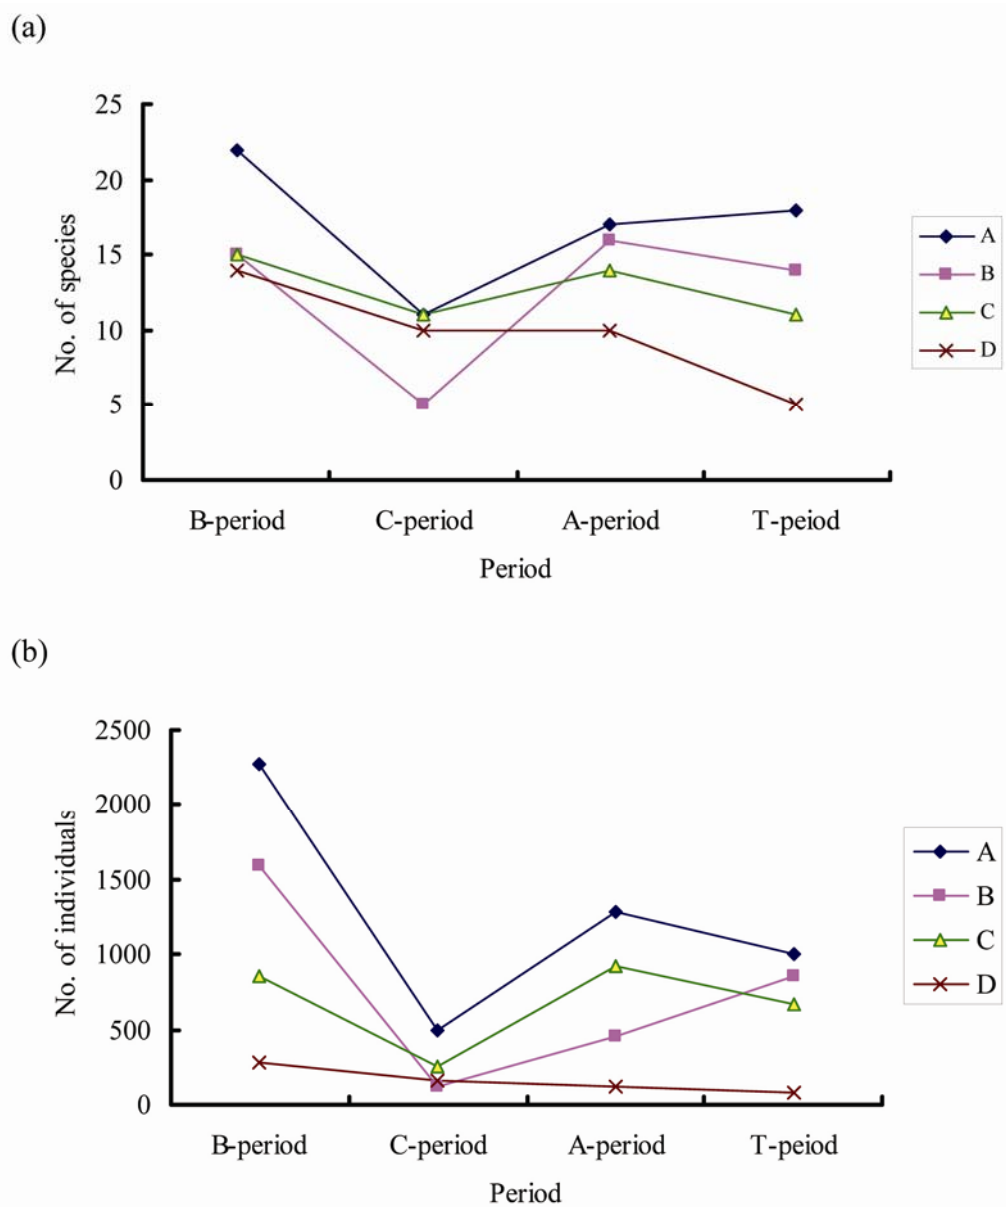 (a)
25
20
15
10
5
0
No. of species
B-period C-period A-period T-peiod
Period
A
B
C
D
(b)
2500
2000
1500
1000
500
0
No. of individuals
B-period C-period A-period T-peiod
Period
A
B
C
D